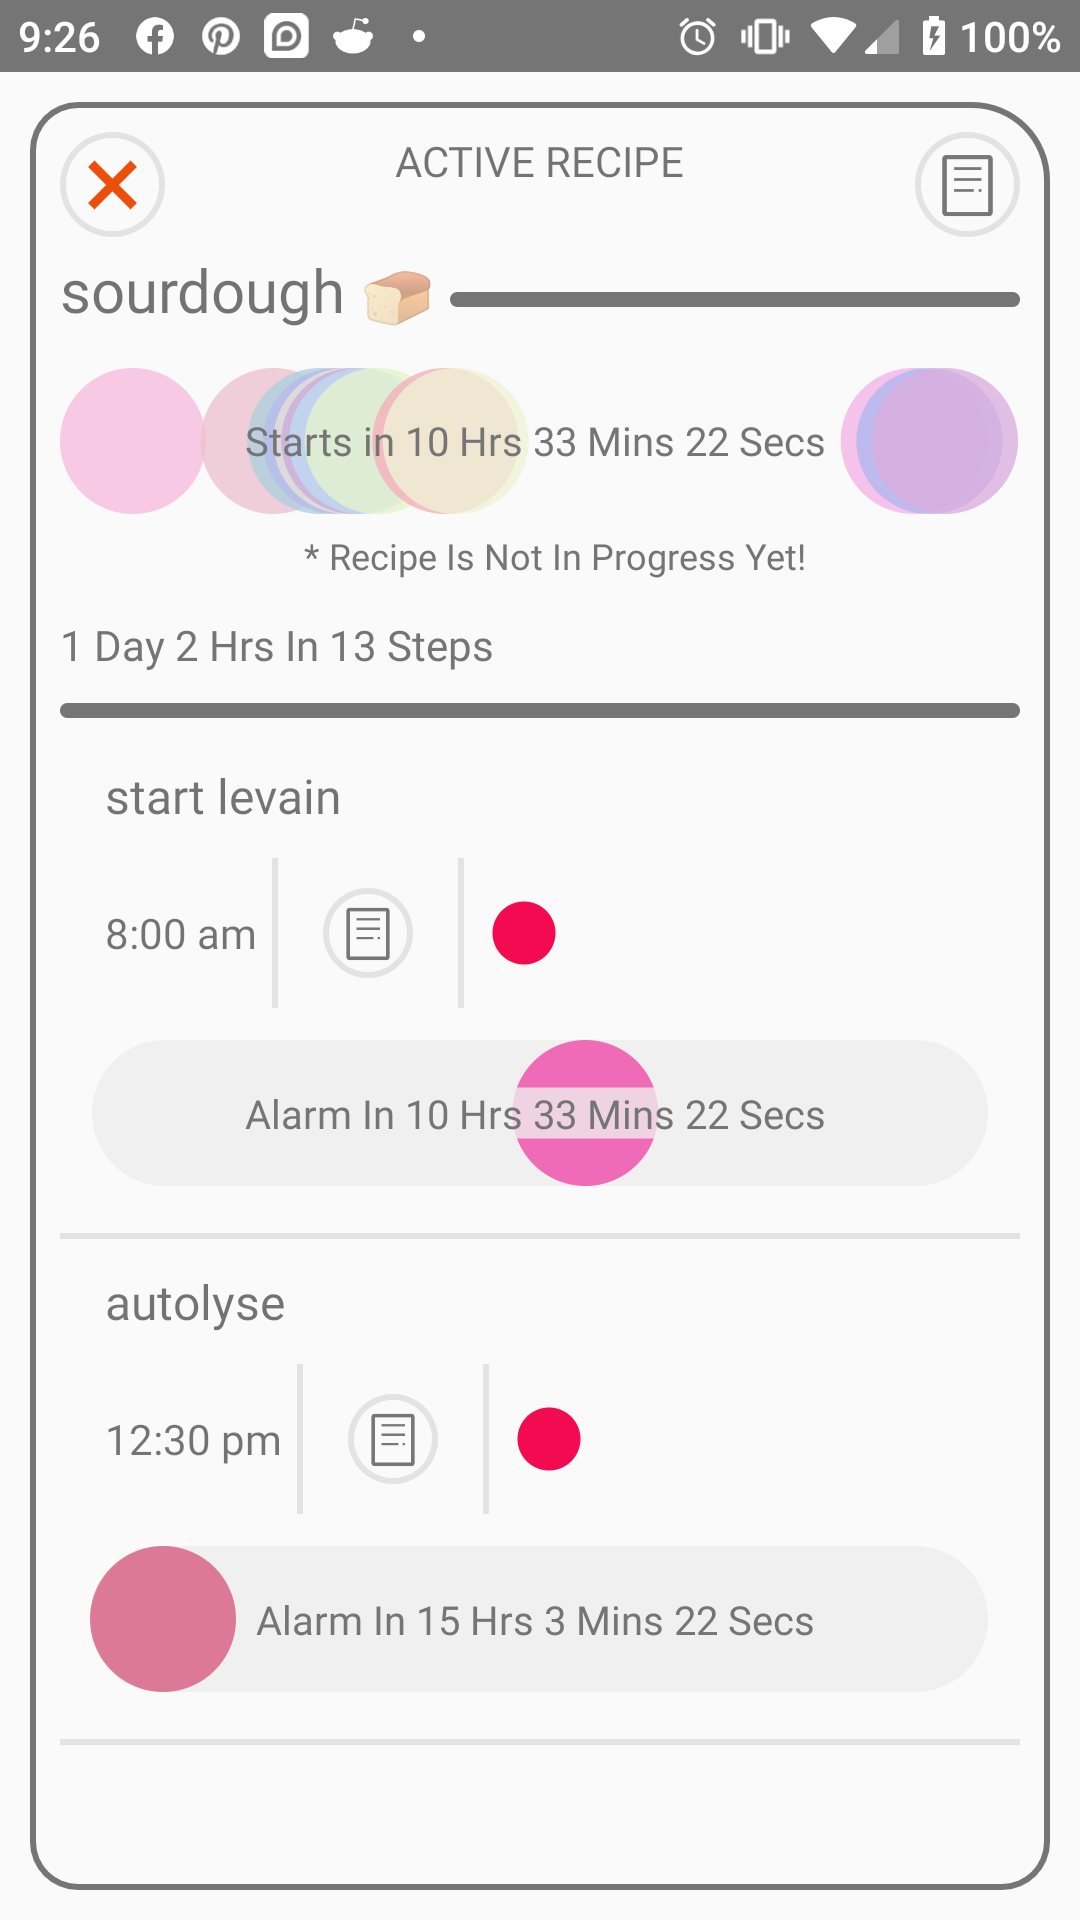 9:26
100%
ACTIVE RECIPE
sourdough 🍞
Starts in 10 Hrs 33 Mins 22 Secs
* Recipe Is Not In Progress Yet!
1 Day 2 Hrs In 13 Steps
start levain
8:00 am
Alarm In 10 Hrs 33 Mins 22 Secs
autolyse
12:30 pm
Alarm In 15 Hrs 3 Mins 22 Secs